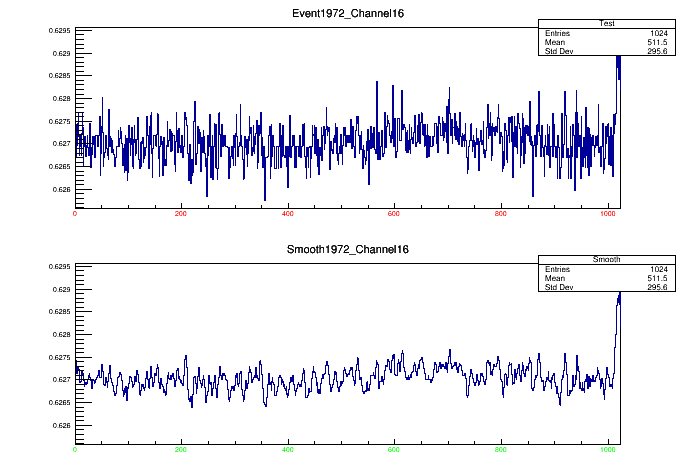 Event1972_Channel16
Test
Entries 1024
Mean 511.5
Std Dev 295.6
0.6295
0.629
0.6285
0.628
0.6275
0.627
0.6265
0.626
0 200 400 600 800 1000
Smooth1972_Channel16
Smooth
Entries 1024
Mean 511.5
Std Dev 295.6
0.6295
0.629
0.6285
0.628
0.6275
0.627
0.6265
0.626
0 200 400 600 800 1000